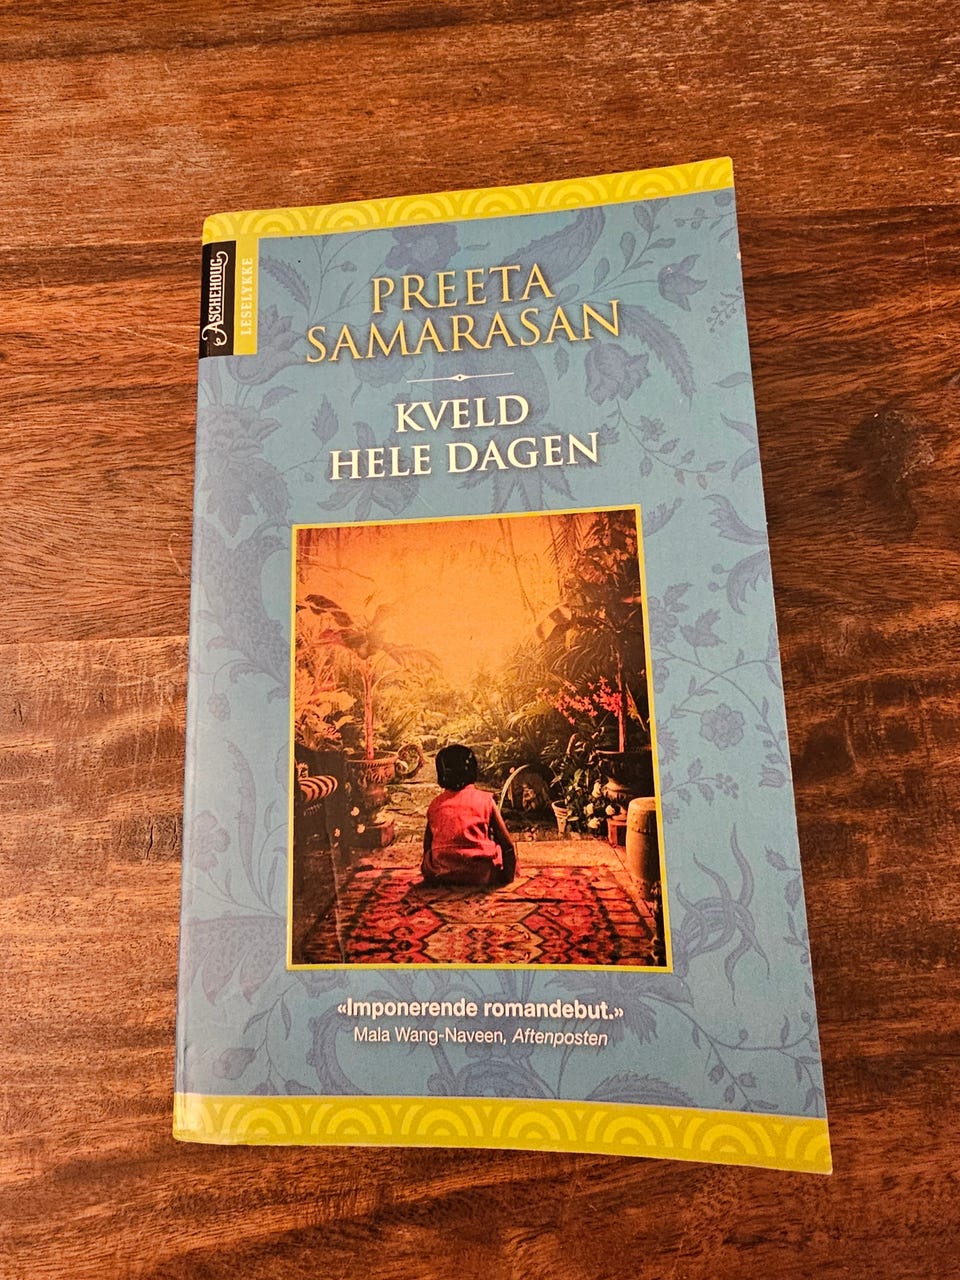 ASCHEHOUG
LESELYKKE
PREETA
SAMARASAN
KVELD
HELE DAGEN
«Imponerende romandebut.»
Mala Wang-Naveen, Aftenposten